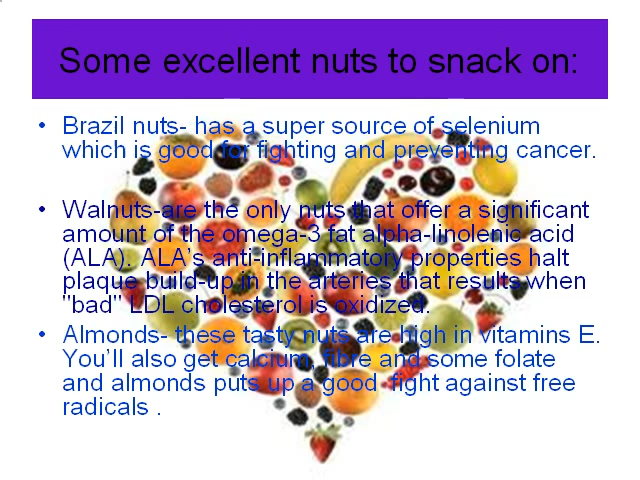 Some excellent nuts to snack on:
• Brazil nuts- has a super source of selenium
which is good for fighting and preventing cancer.
• Walnuts-are the only nuts that offer a significant
amount of the omega-3 fat alpha-linolenic acid
(ALA). ALA's anti-inflammatory properties halt
plaque build-up in the arteries that results when
"bad" LDL cholesterol is oxidized.
• Almonds- these tasty nuts are high in vitamins E.
You'll also get calcium, fibre and some folate
and almonds puts up a good  fight against free
radicals .